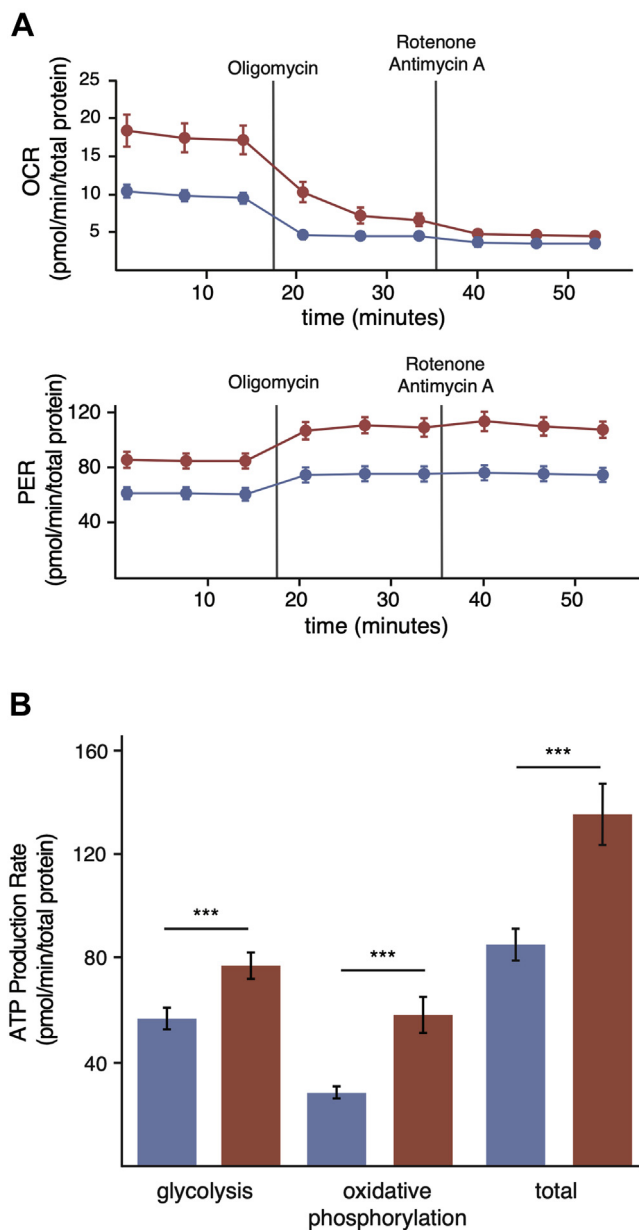 A
Oligomycin
Rotenone
Antimycin A
OCR
(pmol/min/total protein)
25
20
15
10
5
10 20 30 40 50
time (minutes)
Oligomycin
Rotenone
Antimycin A
PER
(pmol/min/total protein)
120
80
40
10 20 30 40 50
time (minutes)
B
ATP Production Rate
(pmol/min/total protein)
160
120
80
40
***
***
***
glycolysis oxidative phosphorylation total